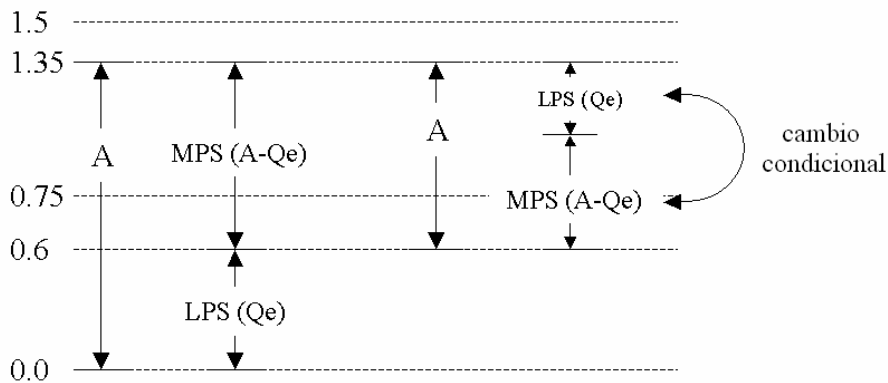 1.5
1.35
LPS (Qe)
A
MPS (A-Qe)
A
cambio
condicional
0.75
MPS (A-Qe)
0.6
LPS (Qe)
0.0